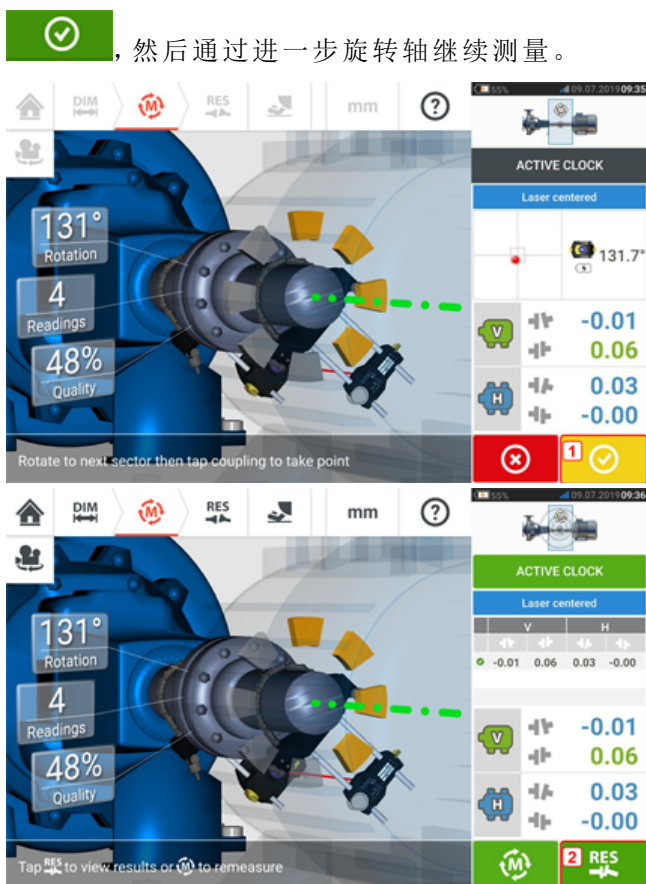 ,然后通过进一步旋转轴继续测量。
55% 09.07.2019 09:35
DIM M RES mm ?
ACTIVE CLOCK
Laser centered
131°
Rotation
131.7°
4
Readings
V -0.01
0.06
48%
Quality
H 0.03
-0.00
Rotate to next sector then tap coupling to take point
1
55% 09.07.2019 09:36
DIM M RES mm ?
ACTIVE CLOCK
Laser centered
V H
-0.01 0.06 0.03 -0.00
131°
Rotation
4
Readings
V -0.01
0.06
48%
Quality
H 0.03
-0.00
Tap RES to view results or M to remeasure
M 2 RES